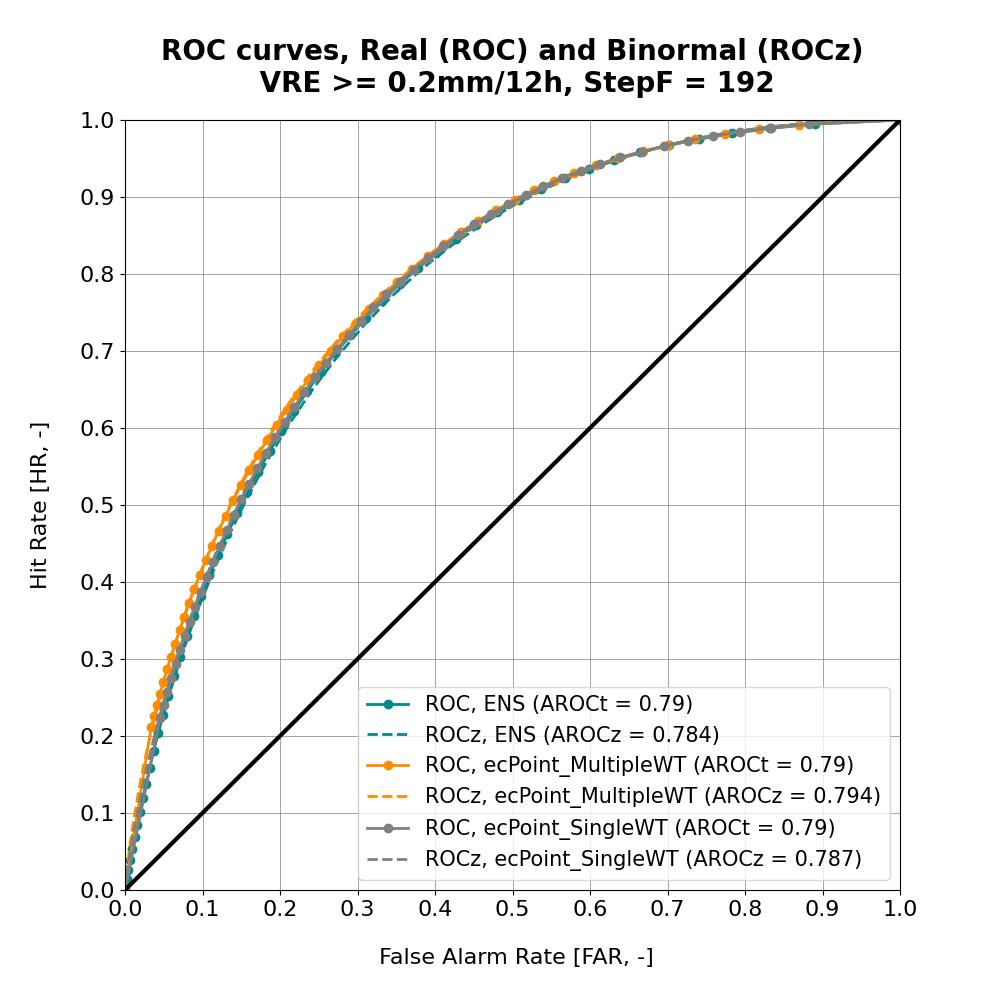 ROC curves, Real (ROC) and Binormal (ROCz)
VRE >= 0.2mm/12h, StepF = 192
1.0
0.9
0.8
0.7
0.6
0.5
0.4
0.3
0.2
0.1
0.0
Hit Rate [HR, -]
ROC, ENS (AROCt = 0.79)
ROCz, ENS (AROCz = 0.784)
ROC, ecPoint_MultipleWT (AROCt = 0.79)
ROCz, ecPoint_MultipleWT (AROCz = 0.794)
ROC, ecPoint_SingleWT (AROCt = 0.79)
ROCz, ecPoint_SingleWT (AROCz = 0.787)
0.0 0.1 0.2 0.3 0.4 0.5 0.6 0.7 0.8 0.9 1.0
False Alarm Rate [FAR, -]